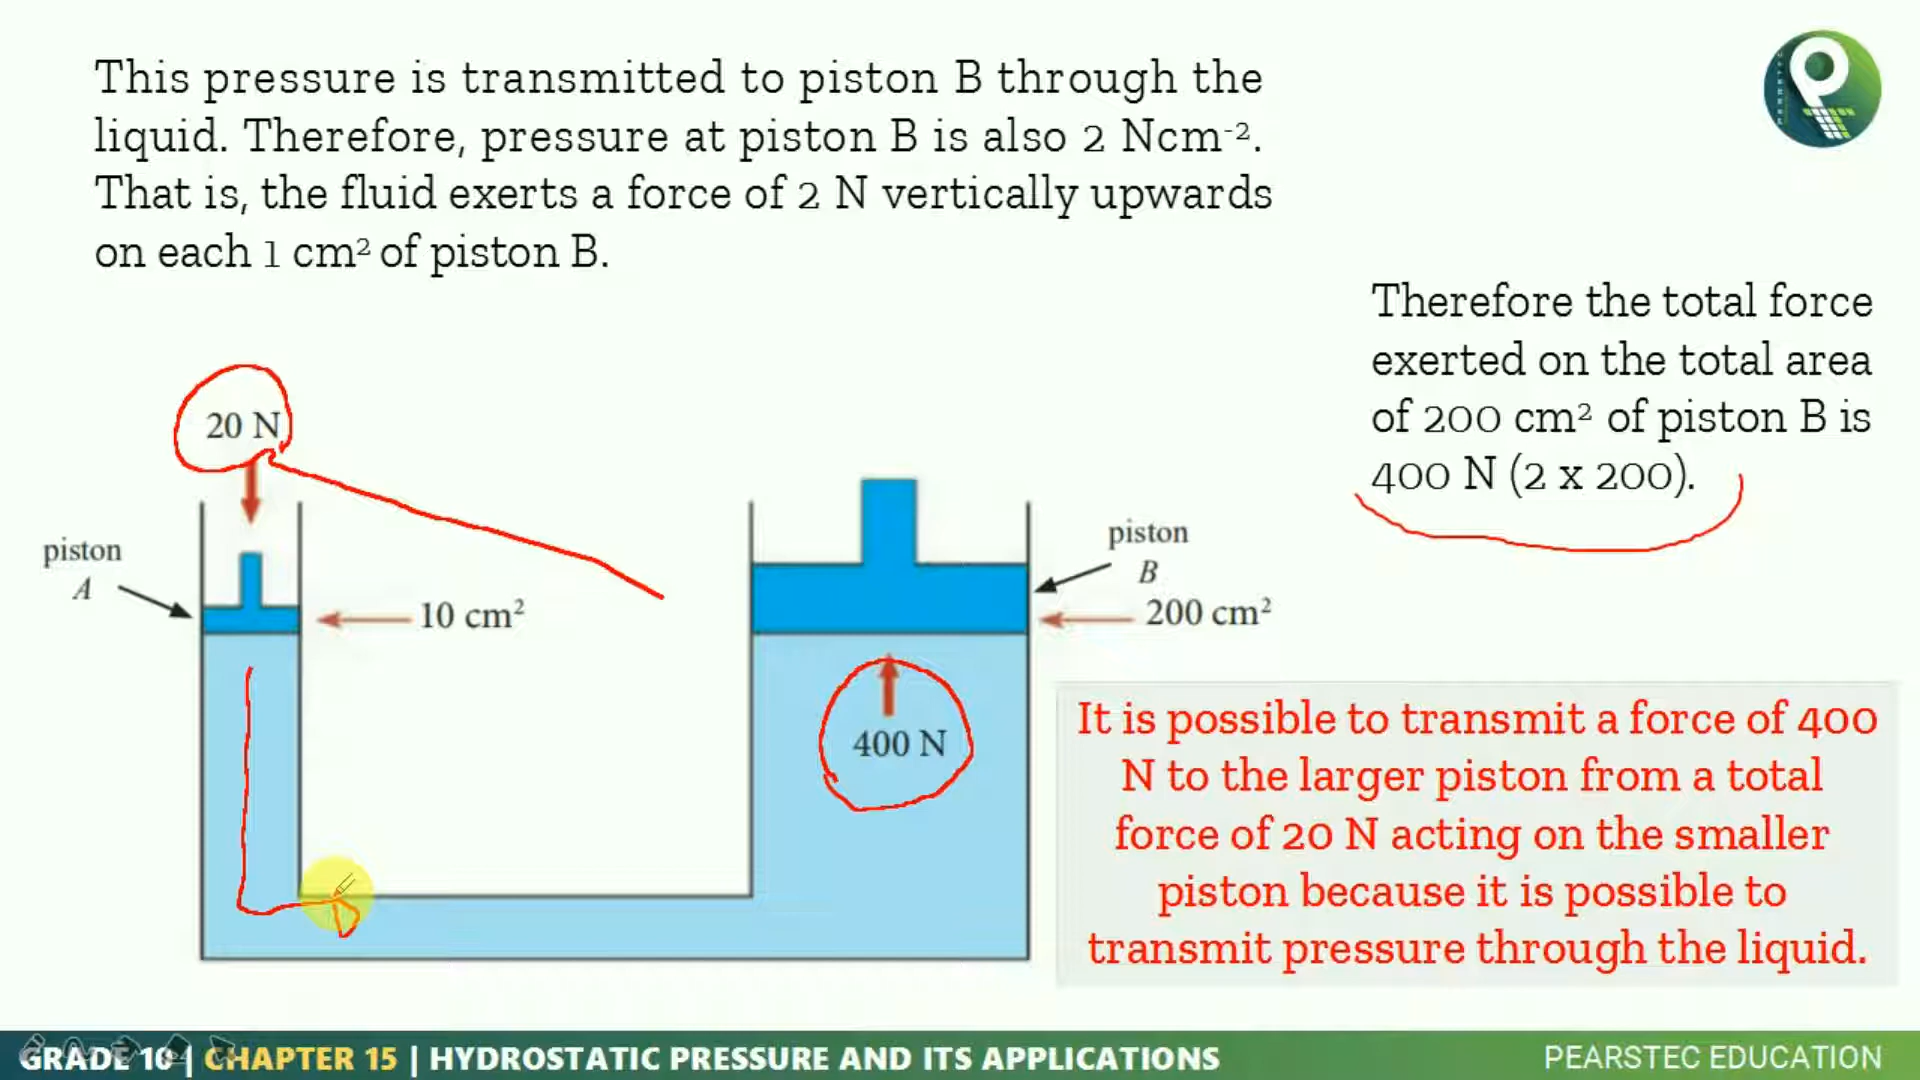 This pressure is transmitted to piston B through the
liquid. Therefore, pressure at piston B is also 2 Ncm⁻².
That is, the fluid exerts a force of 2 N vertically upwards
on each 1 cm² of piston B.
Therefore the total force
exerted on the total area
of 200 cm² of piston B is
400 N (2 x 200).
20 N
piston
A
10 cm²
piston
B
200 cm²
400 N
It is possible to transmit a force of 400
N to the larger piston from a total
force of 20 N acting on the smaller
piston because it is possible to
transmit pressure through the liquid.
GRADE 10 | CHAPTER 15 | HYDROSTATIC PRESSURE AND ITS APPLICATIONS
PEARSTEC EDUCATION